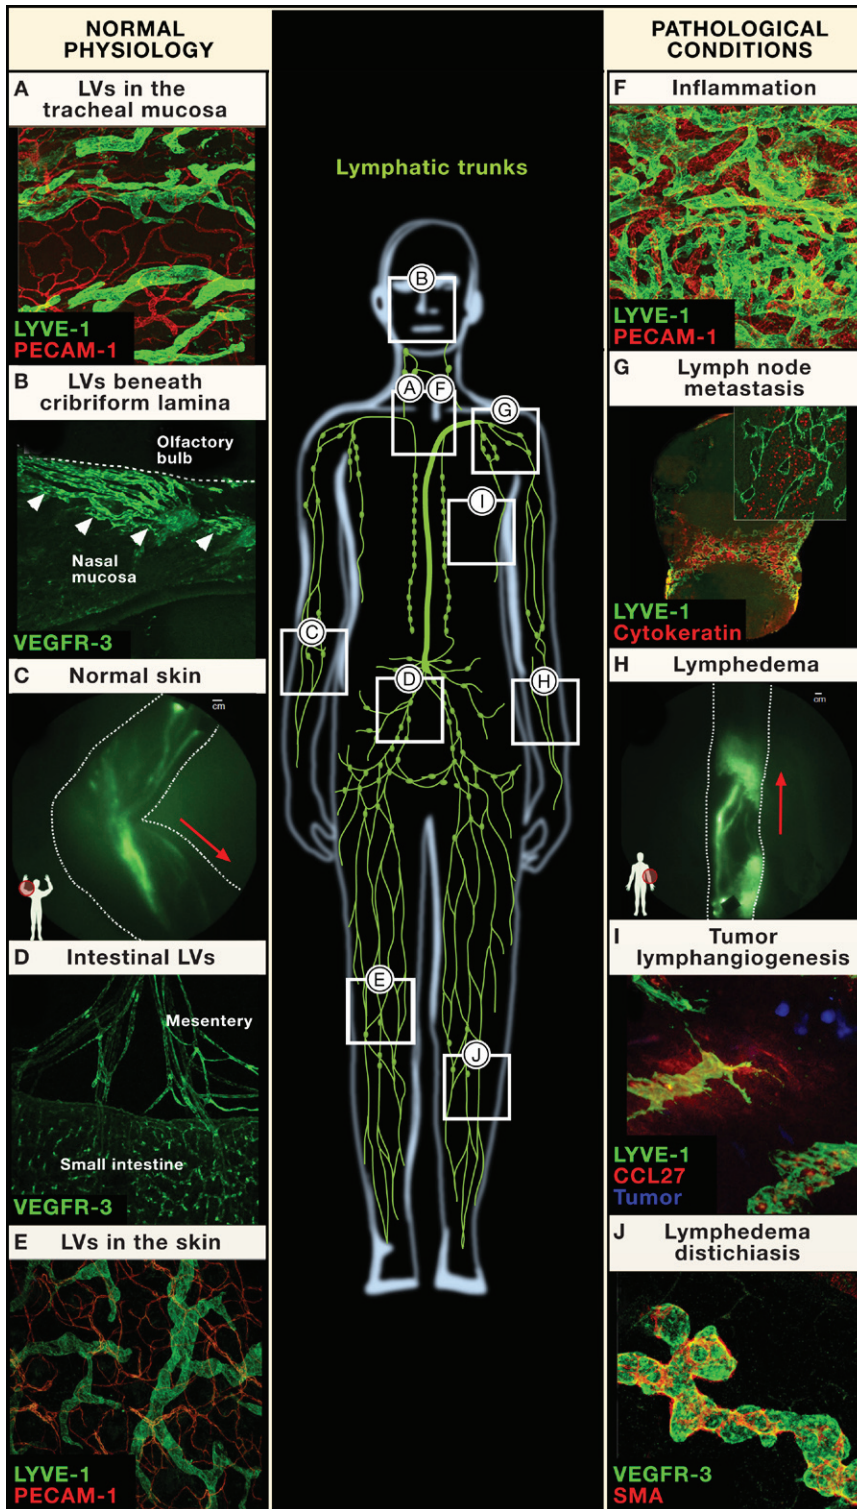 NORMAL
PHYSIOLOGY
A LVs in the
tracheal mucosa
LYVE-1
PECAM-1
B LVs beneath
cribriform lamina
Olfactory
bulb
Nasal
mucosa
VEGFR-3
C Normal skin
cm
D Intestinal LVs
Mesentery
Small intestine
VEGFR-3
E LVs in the skin
LYVE-1
PECAM-1
Lymphatic trunks
B
A
F
G
I
C
D
H
E
J
PATHOLOGICAL
CONDITIONS
F Inflammation
LYVE-1
PECAM-1
G Lymph node
metastasis
LYVE-1
Cytokeratin
H Lymphedema
cm
I Tumor
lymphangiogenesis
LYVE-1
CCL27
Tumor
J Lymphedema
distichiasis
VEGFR-3
SMA